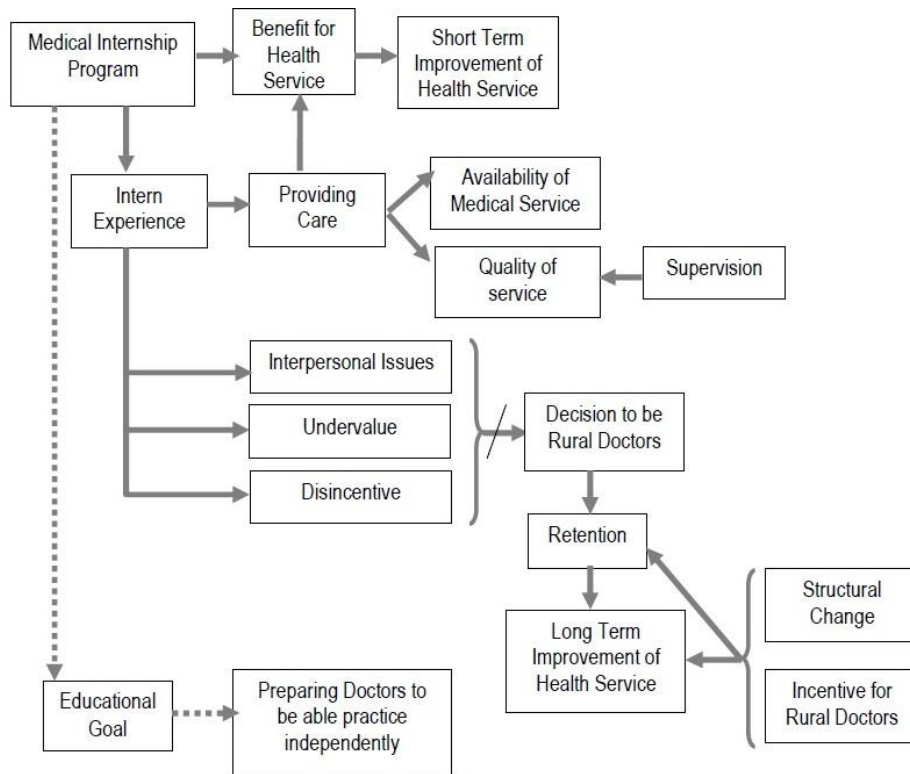 Medical Internship
Program
Benefit for
Health
Service
Short Term
Improvement of
Health Service
Intern
Experience
Providing
Care
Availability of
Medical Service
Quality of
service
Supervision
Interpersonal Issues
Undervalue
Disincentive
Decision to be
Rural Doctors
Retention
Structural
Change
Long Term
Improvement of
Health Service
Incentive for
Rural Doctors
Educational
Goal
Preparing Doctors to
be able practice
independently